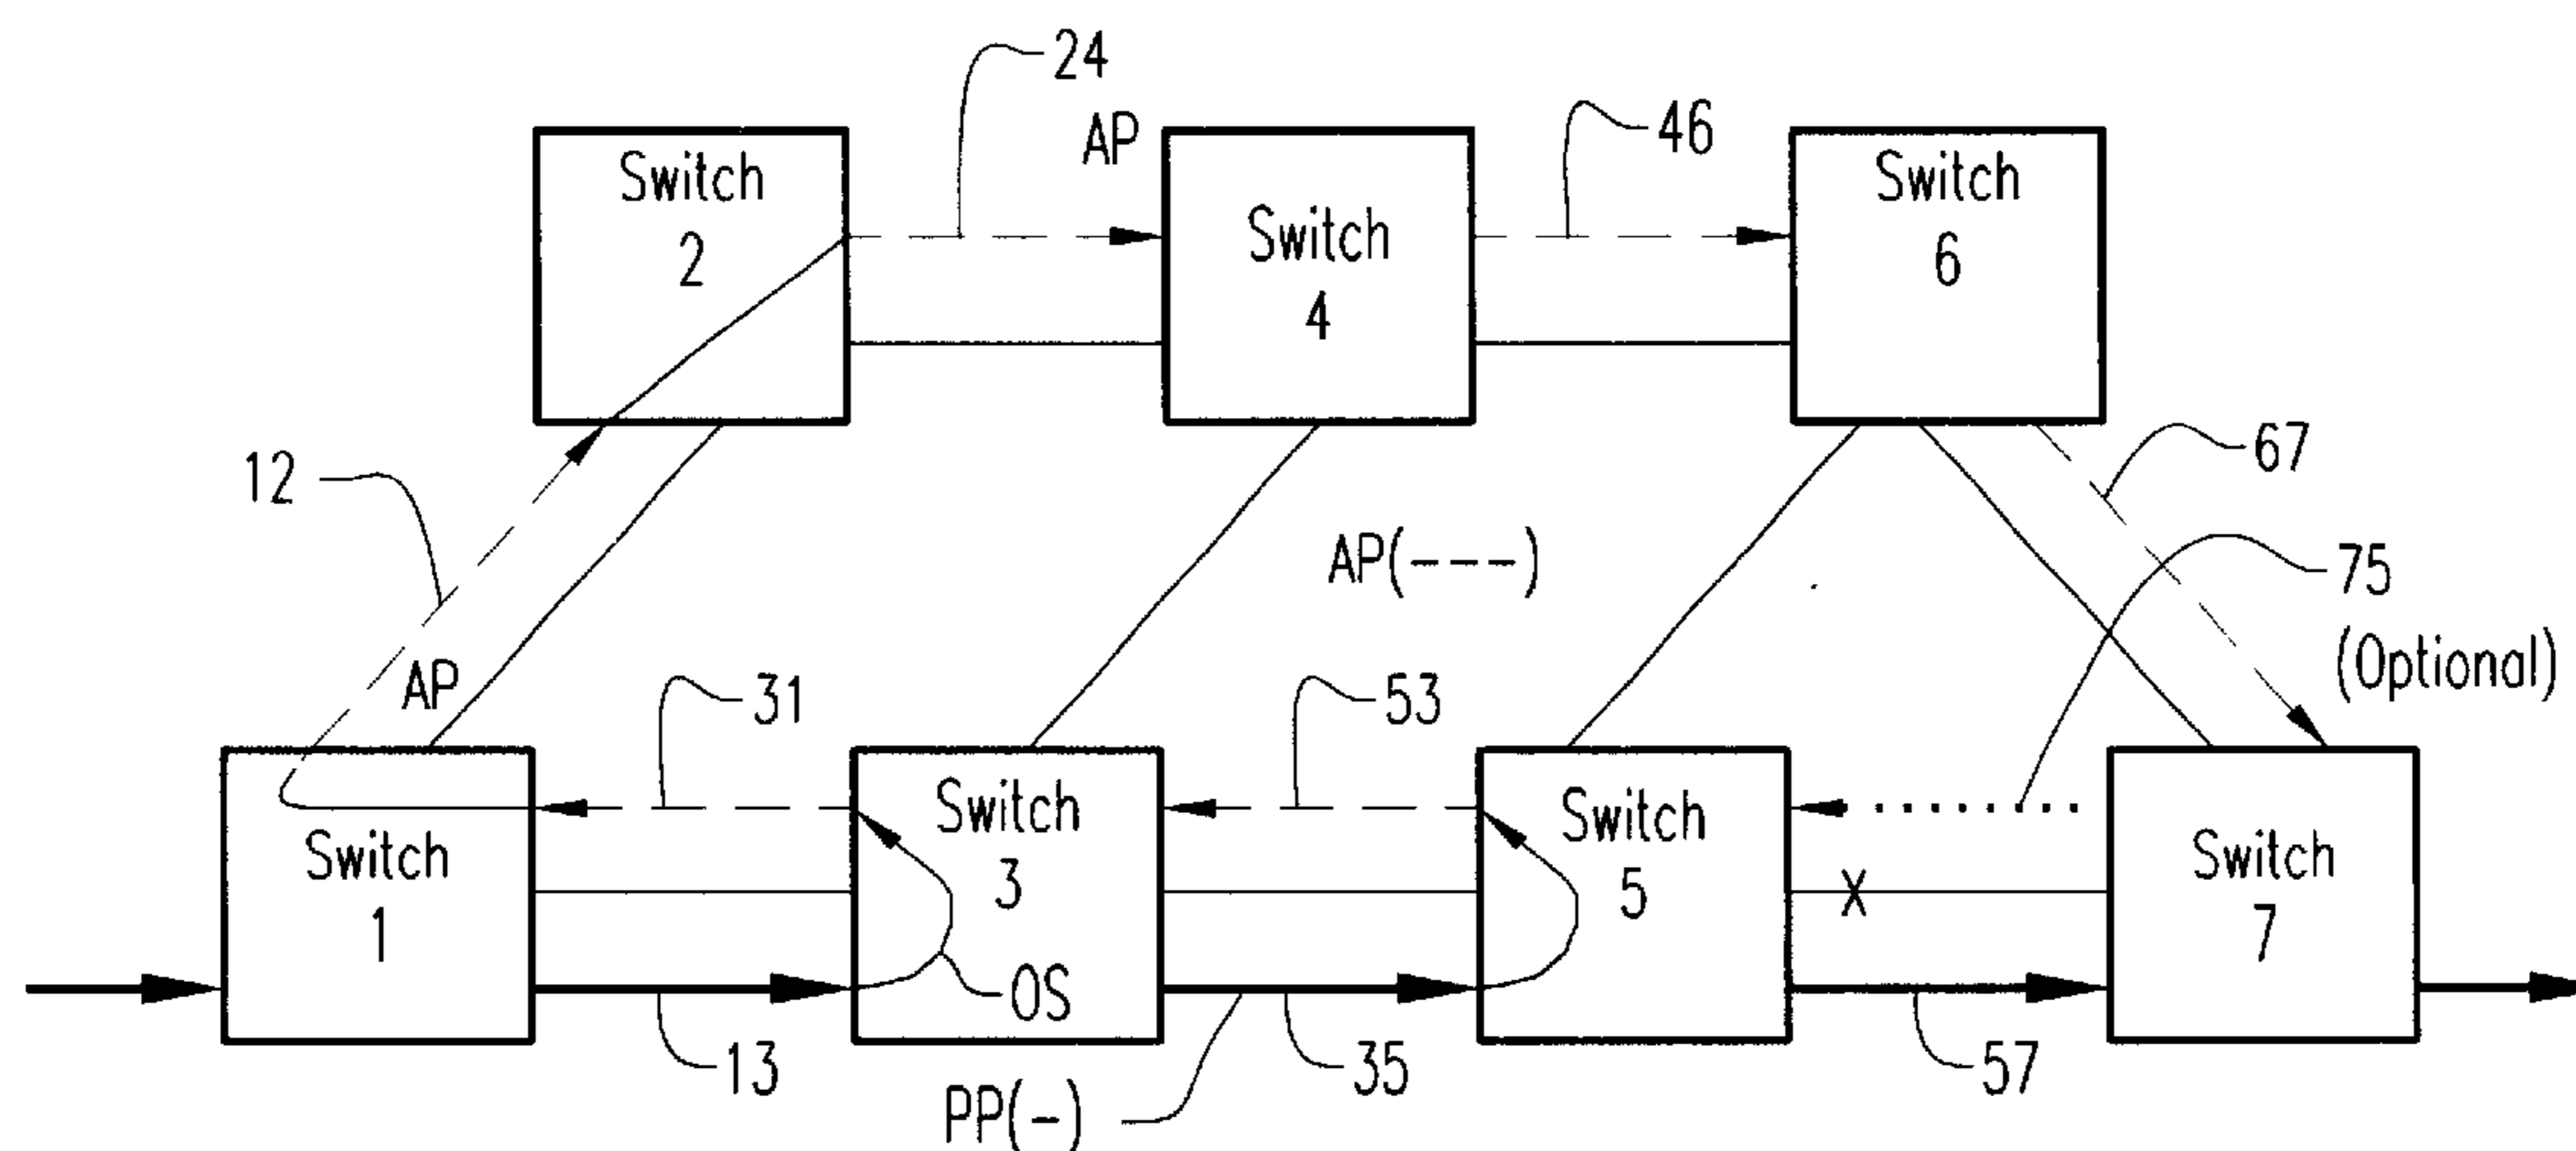 24
AP
46
Switch
2
Switch
4
Switch
6
12
67
AP(---)
75
(Optional)
AP
31
53
Switch
1
Switch
3
Switch
5
X
Switch
7
OS
13
35
57
PP(-)